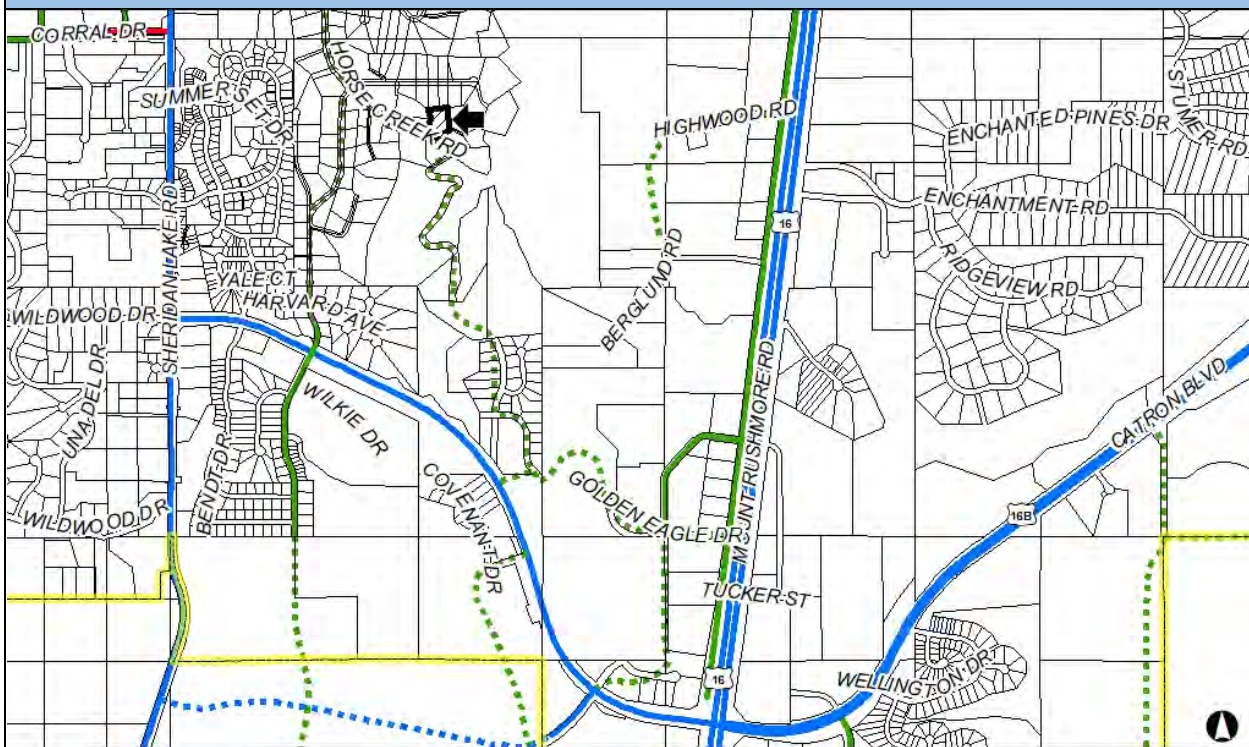 CORRAL DR
HORSE CREEK RD
SUMMERSET DR
HIGHWOOD RD
ENCHANTED PINES DR
STUMER RD
SHERIDAN LAKE RD
ENCHANTMENT RD
16
BERGLUND RD
RIDGEVIEW RD
YALE CT
HARVARD AVE
WILDWOOD DR
UNA DEL DR
WILKIE DR
MOUNT RUSHMORE RD
CATRON BLVD
BENDT DR
COVENANT DR
GOLDEN EAGLE DR
WILDWOOD DR
16B
TUCKER ST
16
WELLINGTON DR